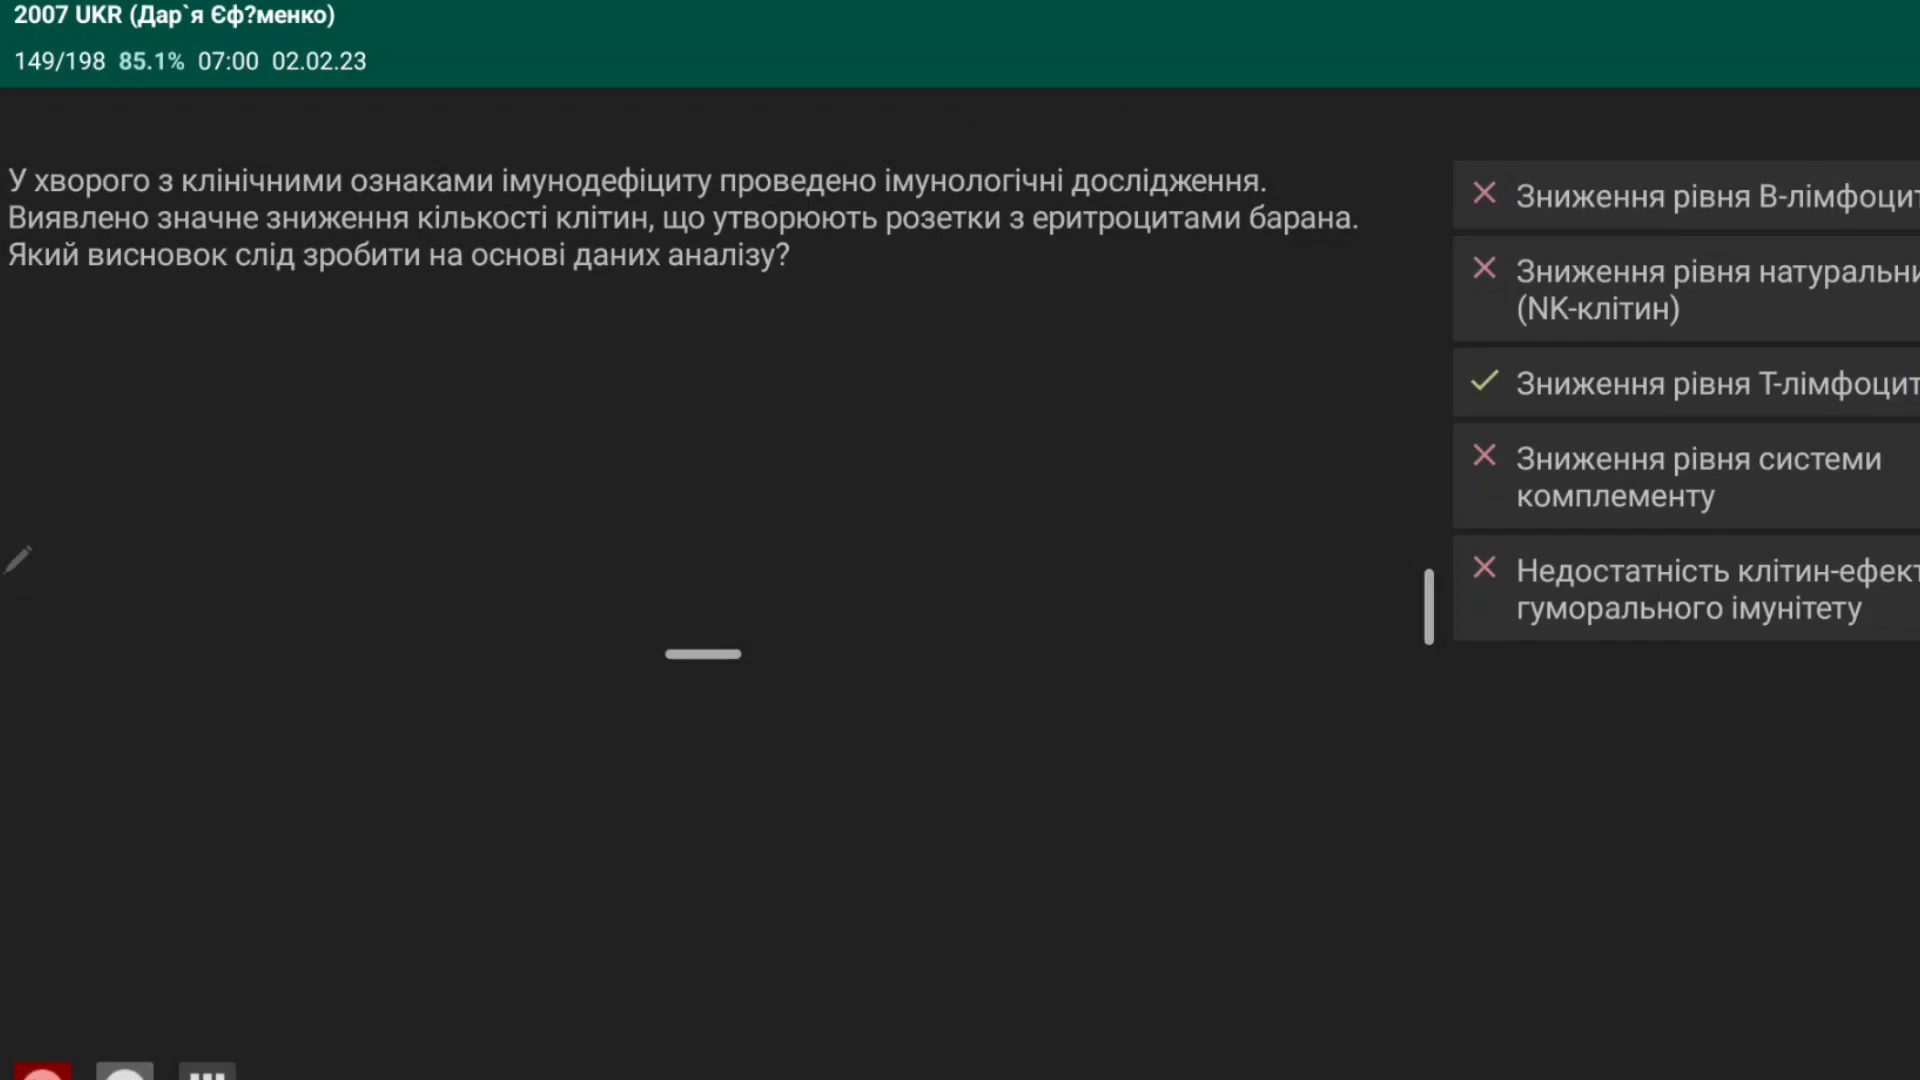 2007 UKR (Дар`я Єф?менко)
149/198 85.1% 07:00 02.02.23
У хворого з клінічними ознаками імунодефіциту проведено імунологічні дослідження.
Виявлено значне зниження кількості клітин, що утворюють розетки з еритроцитами барана.
Який висновок слід зробити на основі даних аналізу?
Зниження рівня В-лімфоцит
Зниження рівня натуральни
(NK-клітин)
Зниження рівня Т-лімфоцит
Зниження рівня системи
комплементу
Недостатність клітин-ефект
гуморального імунітету